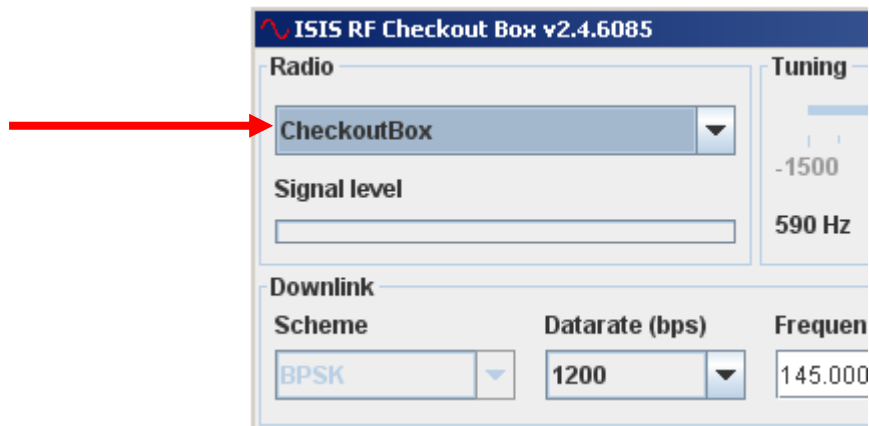 ISIS RF Checkout Box v2.4.6085
Radio
Tuning
CheckoutBox
-1500
Signal level
590 Hz
Downlink
Scheme
Datarate (bps)
Frequen
BPSK
1200
145.000